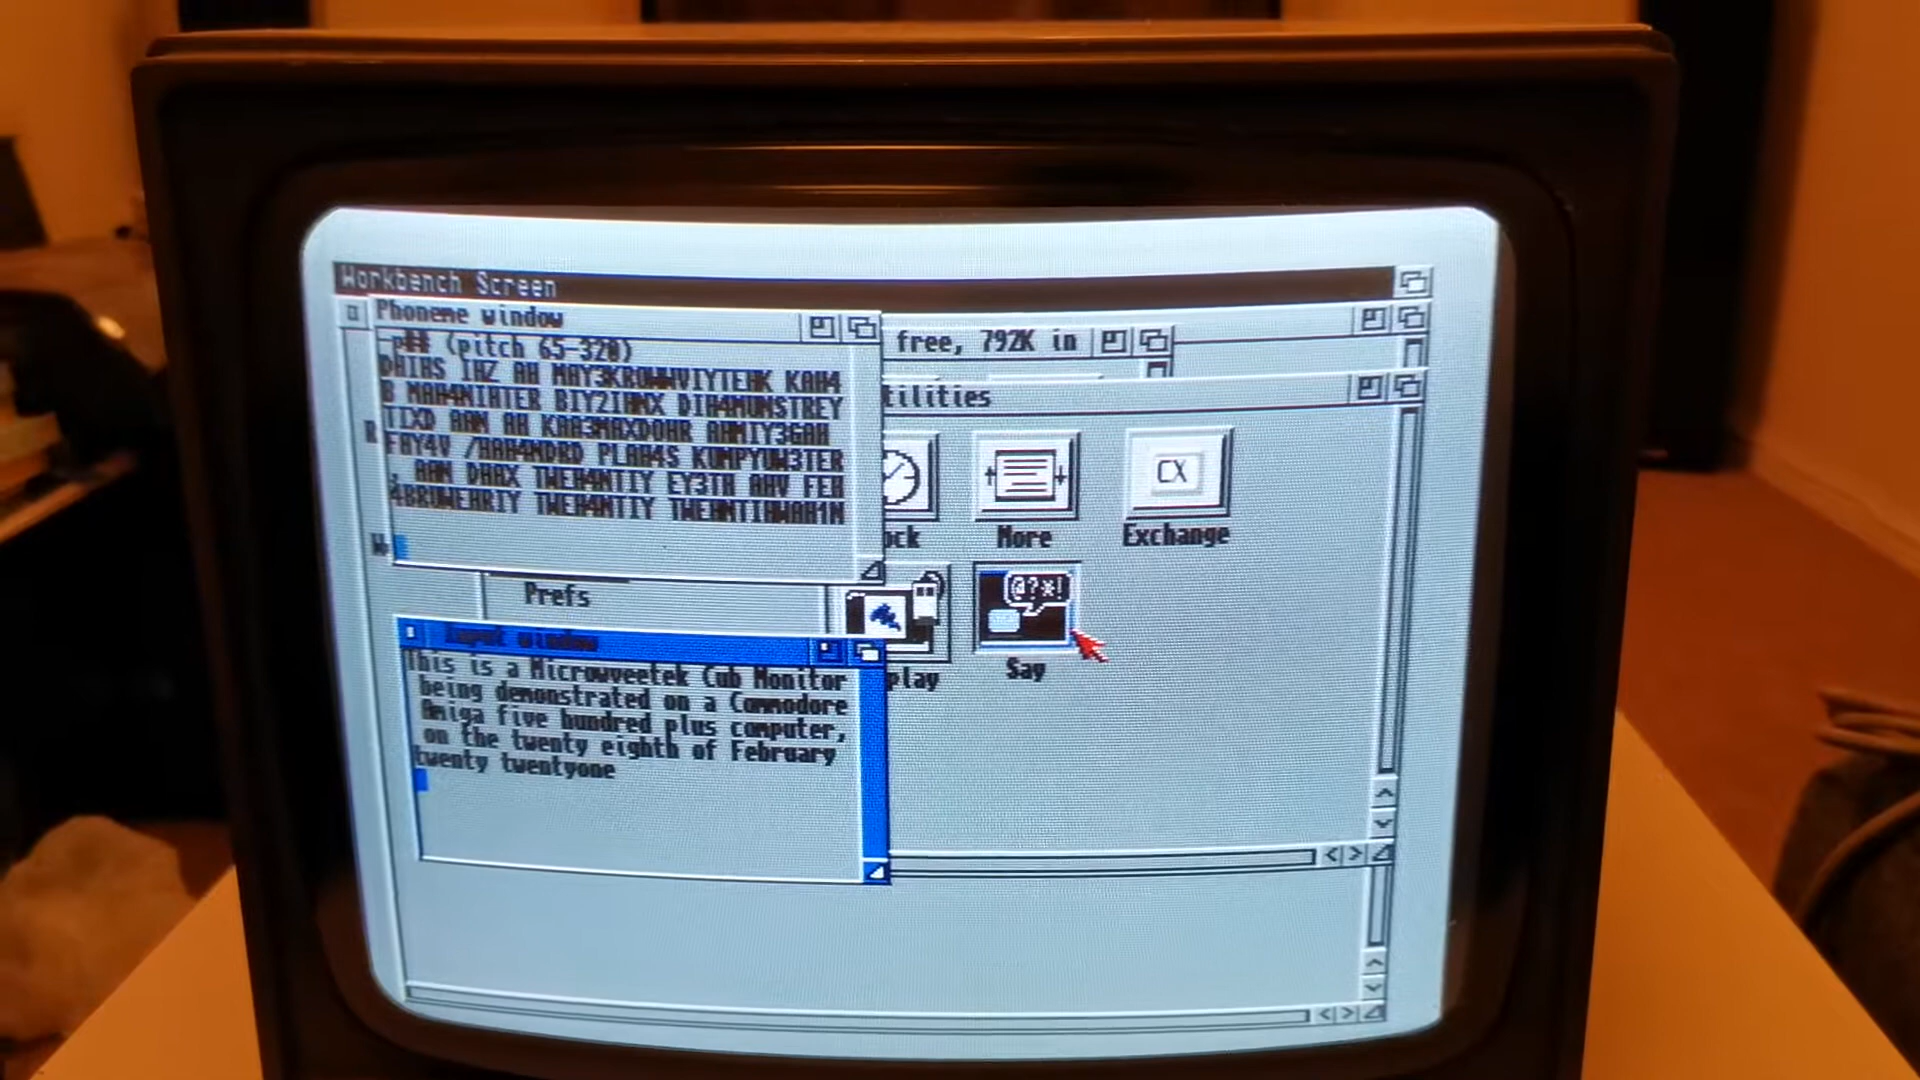 Workbench Screen
Phoneme window
-p## (pitch 65-320)
DHIHS IHZ AH MAY3KROWWVIYTEHK KAH4
B MAH4NIHTER BIY2IHNX DIH4MUNSTREY
TIXD AAN AH KAA3MAXDOHR AHMIY3GAH
FAY4V /HAH4NDRD PLAH4S KUMPYUW3TER
, AAN DHAX TWEH4NTIY EY3TH AHV FEH
4BRUWEHRIY TWEH4NTIY TWEHNTIHWAH1N
free, 792K in
tilities
ock
More
CX
Exchange
Prefs
@?*!
play
Say
Input window
This is a Microwveetek Cub Monitor
being demonstrated on a Commodore
Amiga five hundred plus computer,
on the twenty eighth of February
twenty twentyone